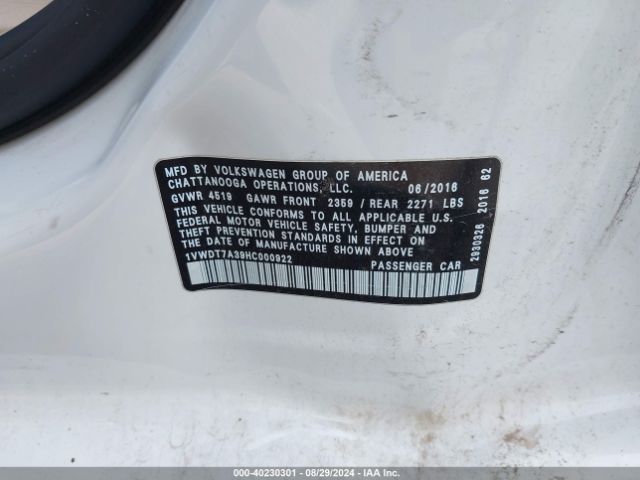 MFD BY VOLKSWAGEN GROUP OF AMERICA
CHATTANOOGA OPERATIONS, LLC. 06/2016
GVWR 4519 GAWR FRONT 2359 / REAR 2271 LBS
THIS VEHICLE CONFORMS TO ALL APPLICABLE U.S.
FEDERAL MOTOR VEHICLE SAFETY, BUMPER AND
THEFT PREVENTION STANDARDS IN EFFECT ON
THE DATE OF MANUFACTURE SHOWN ABOVE
1VWDT7A39HC000922 PASSENGER CAR
2930326 2016 62
000-40230301 - 08/29/2024 - IAA Inc.